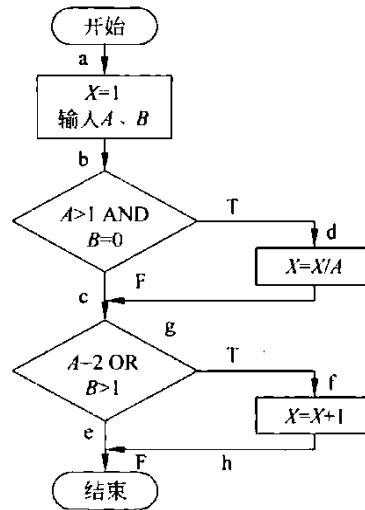 开始
a
X=1
输入A、B
b
A>1 AND
B=0
T
d
X=X/A
F
c
g
A-2 OR
B>1
T
f
X=X+1
e
F
h
结束